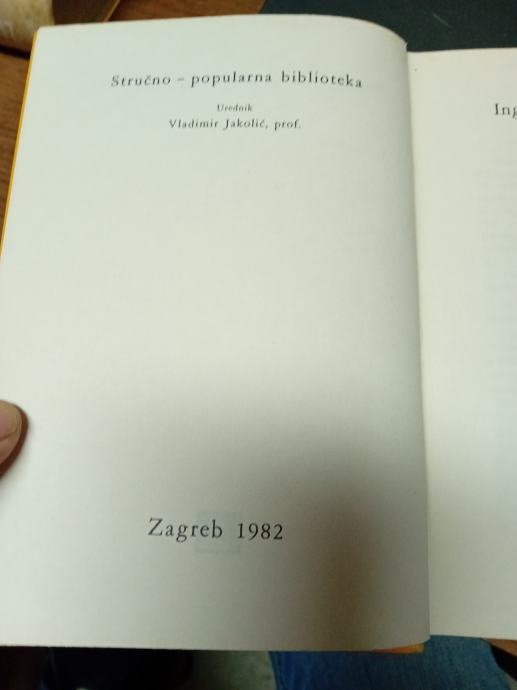 Stručno – popularna biblioteka
Urednik
Vladimir Jakolić, prof.
Zagreb 1982